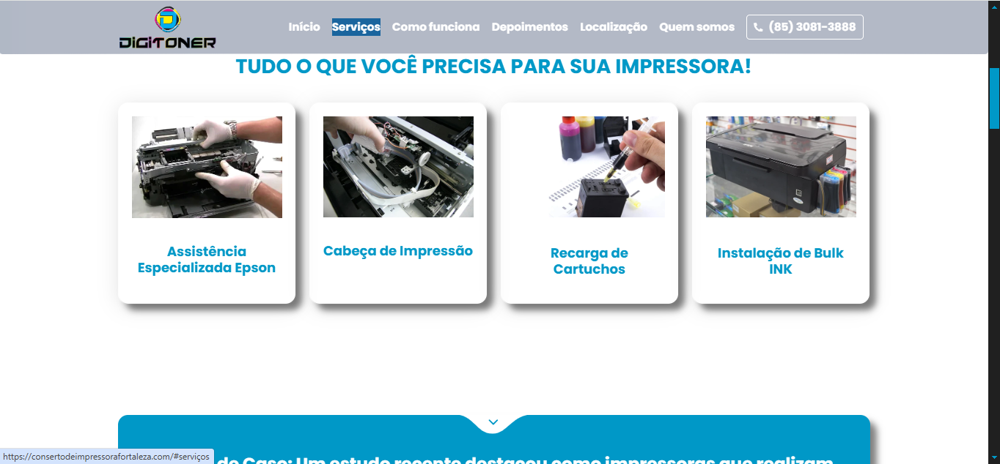 DIGITONER
Início Serviços Como funciona Depoimentos Localização Quem somos (85) 3081-3888
TUDO O QUE VOCÊ PRECISA PARA SUA IMPRESSORA!
Assistência
Especializada Epson
Cabeça de Impressão
Recarga de
Cartuchos
Instalação de Bulk
INK
de Caso: Um estudo recente destacou como impressoras que realizam
https://consertodeimpressorafortaleza.com/#serviços